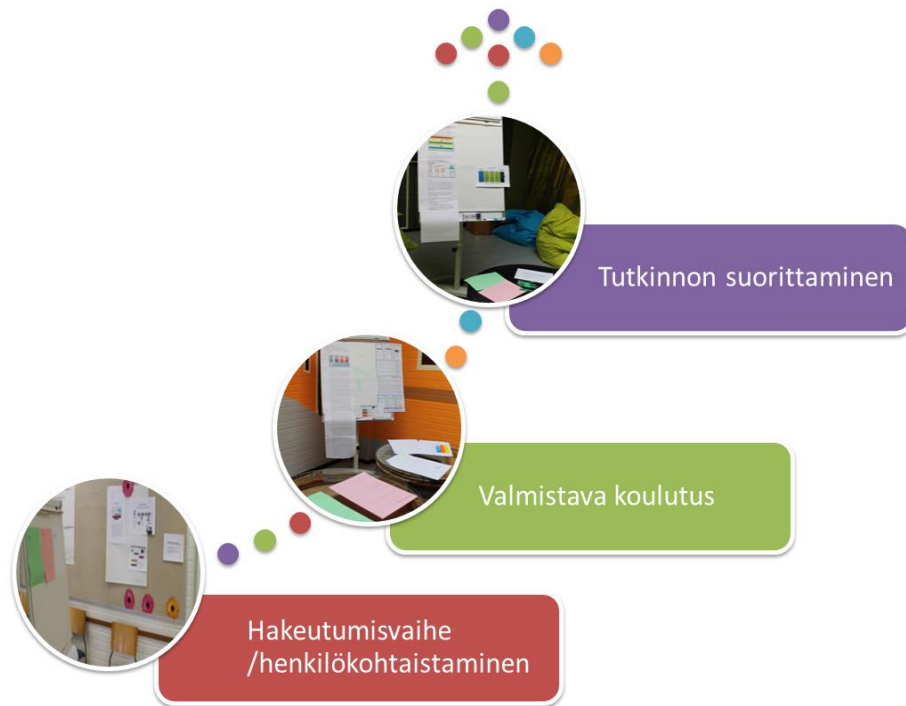 Tutkinnon suorittaminen
Valmistava koulutus
Hakeutumisvaihe
/henkilökohtaistaminen